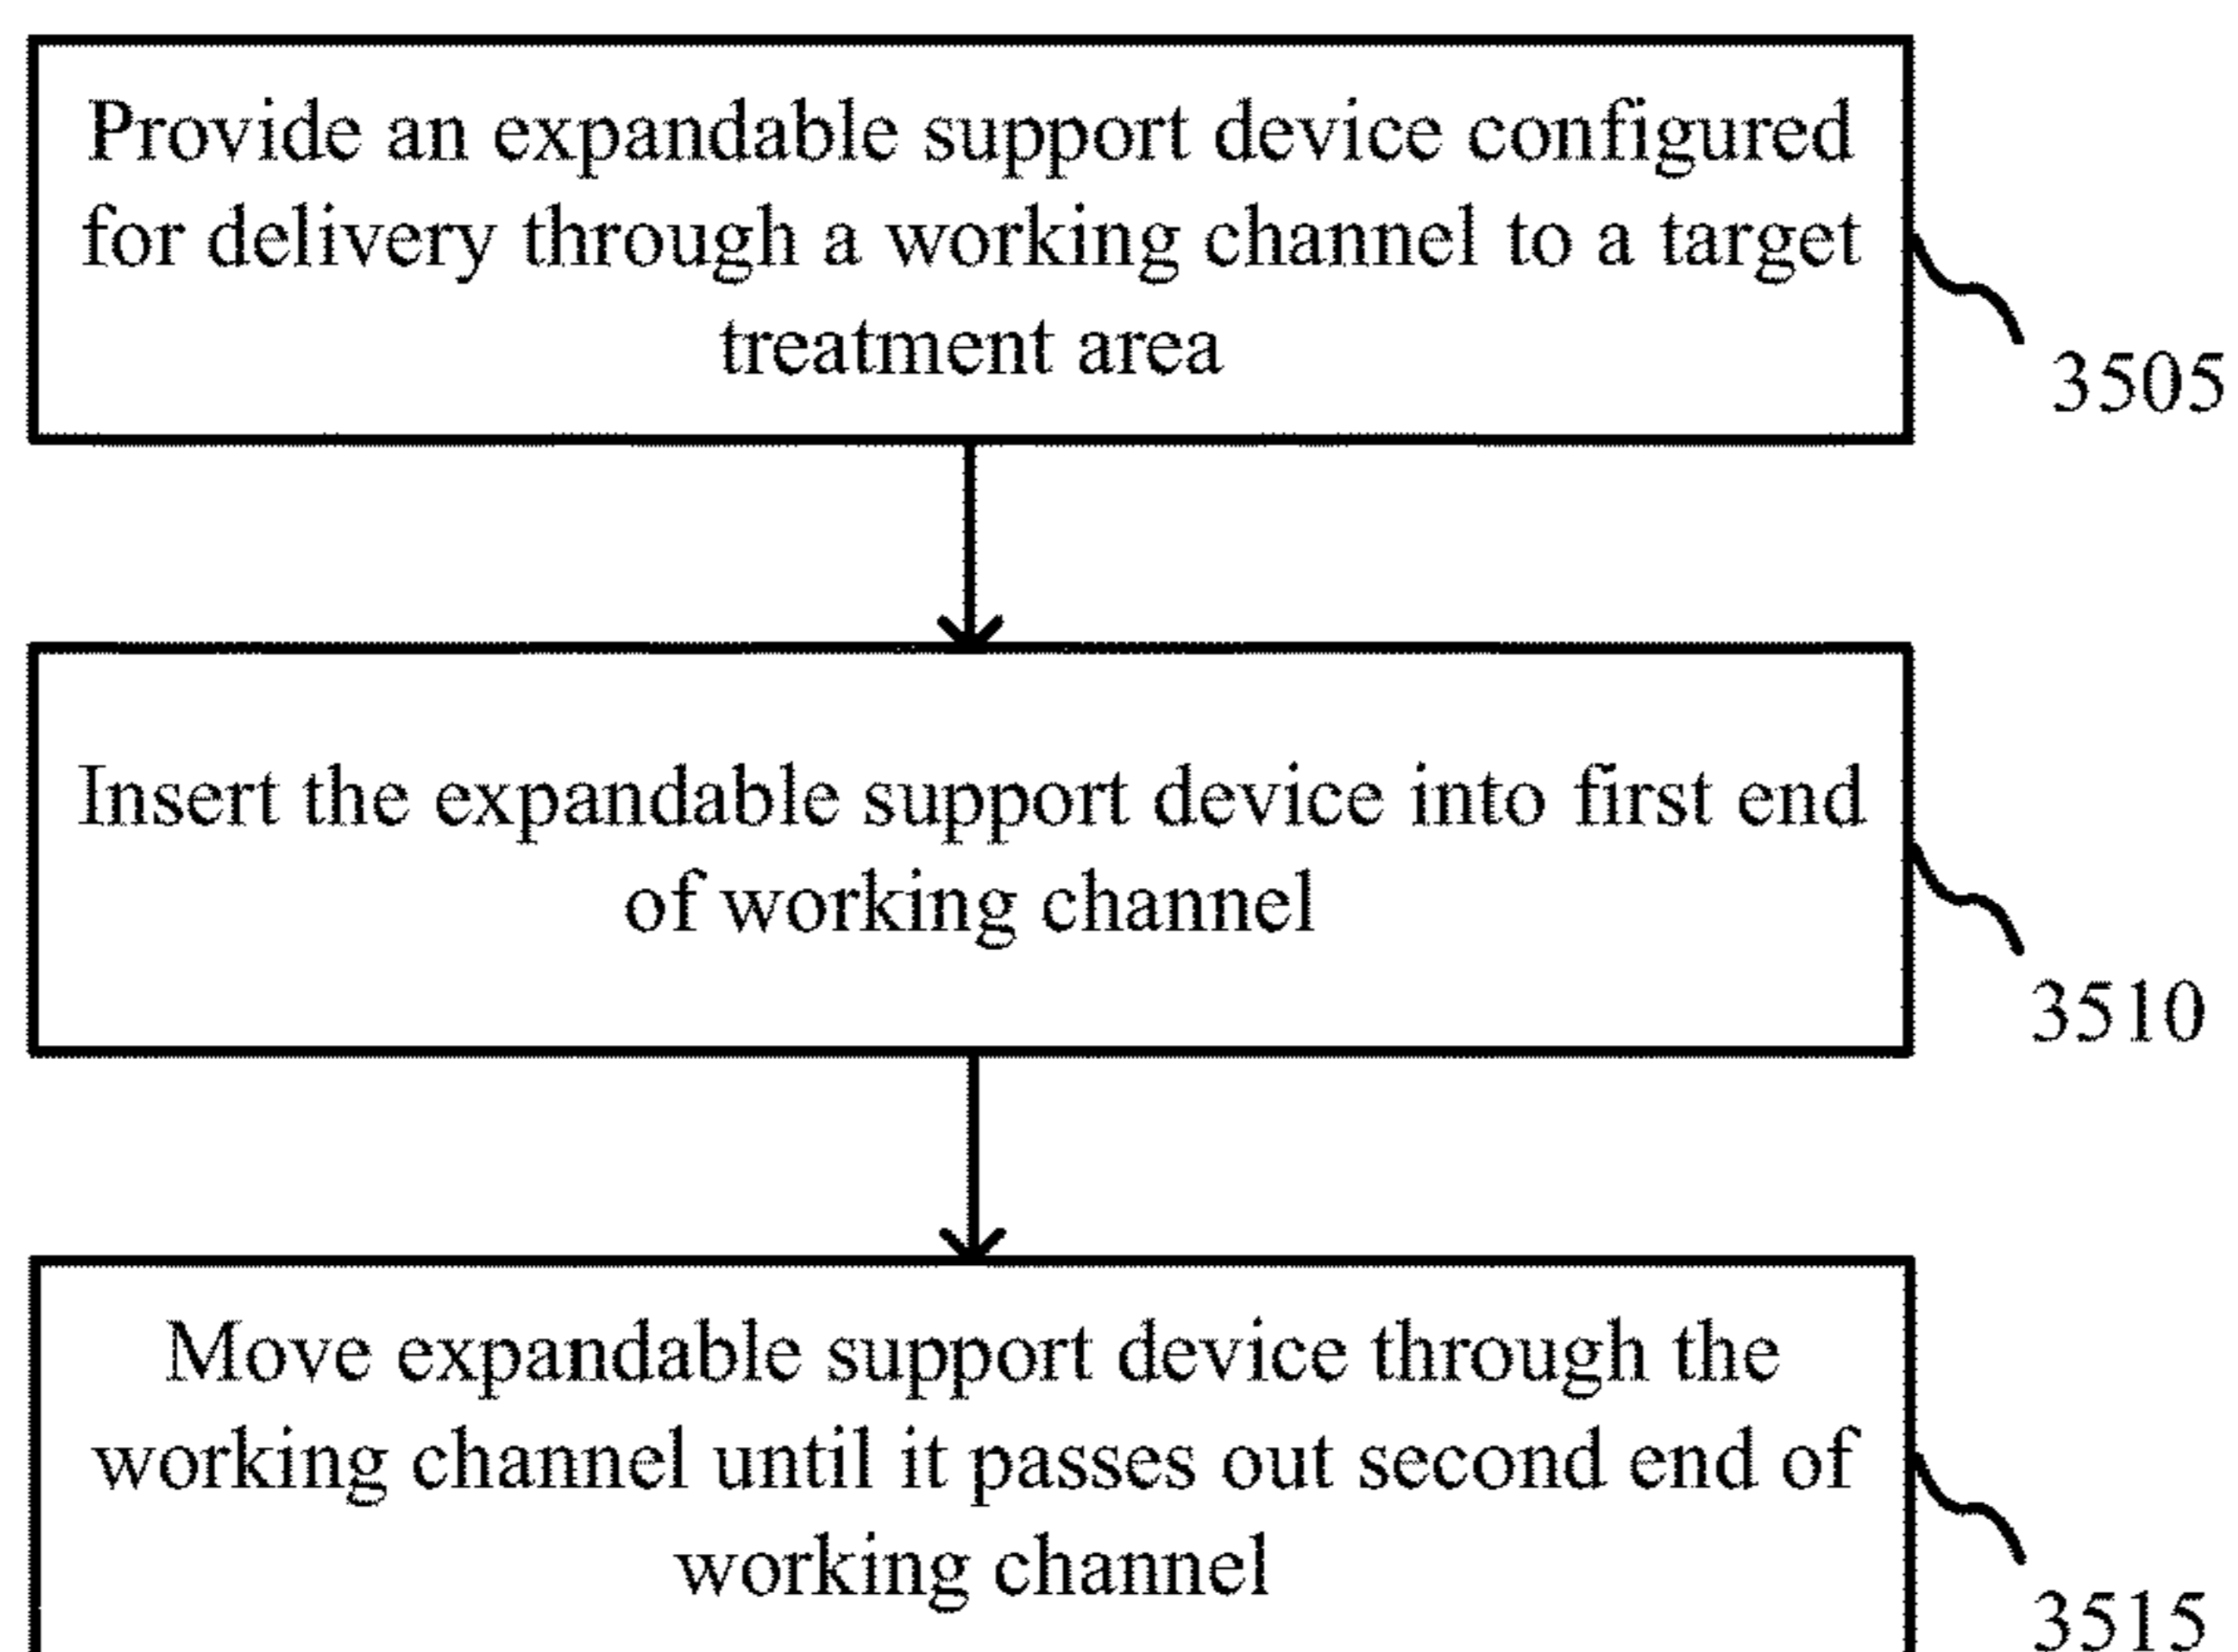 Provide an expandable support device configured
for delivery through a working channel to a target
treatment area
3505
Insert the expandable support device into first end
of working channel
3510
Move expandable support device through the
working channel until it passes out second end of
working channel
3515